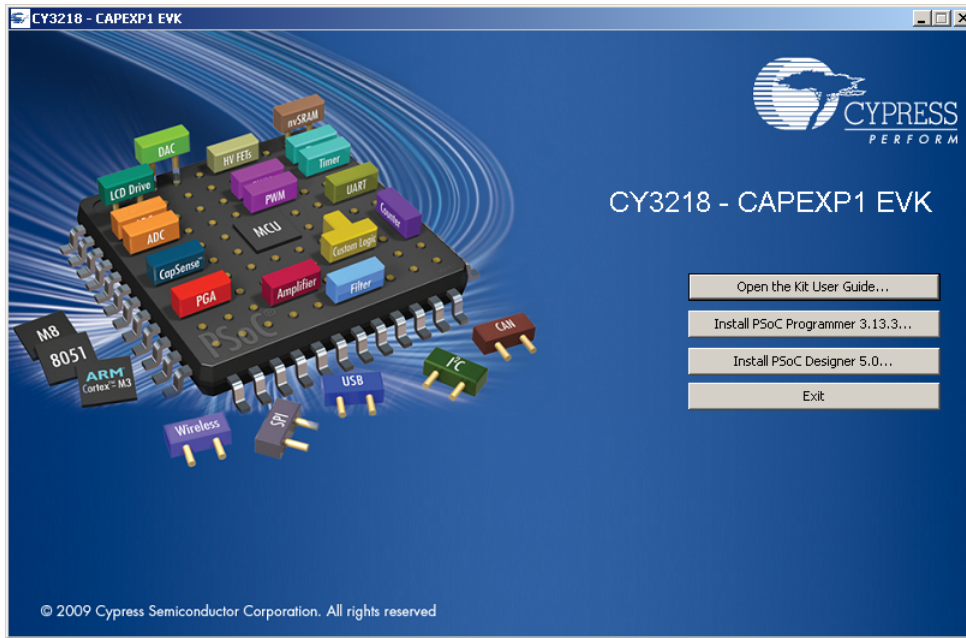 CY3218 - CAPEXP1 EVK
CYPRESS
PERFORM
CY3218 - CAPEXP1 EVK
nvSRAM
DAC
HV FETs
Timer
LCD Drive
PWM
UART
Counter
ADC
MCU
Custom Logic
CapSense™
PGA
Amplifier
Filter
PSoC®
M8
8051
ARM
Cortex™-M3
CAN
I²C
USB
SPI
Wireless
Open the Kit User Guide...
Install PSoC Programmer 3.13.3...
Install PSoC Designer 5.0...
Exit
© 2009 Cypress Semiconductor Corporation. All rights reserved